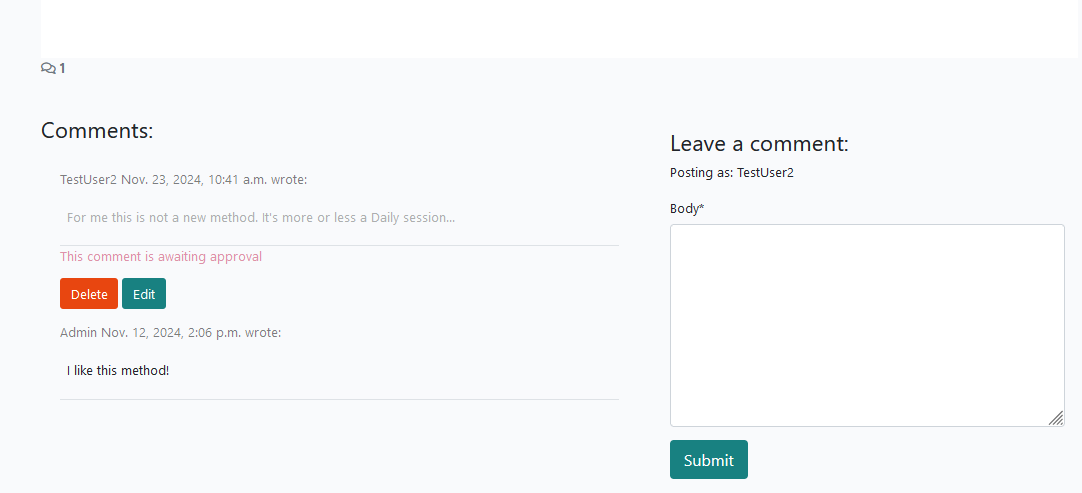 1
Comments:
TestUser2 Nov. 23, 2024, 10:41 a.m. wrote:
For me this is not a new method. It's more or less a Daily session...
This comment is awaiting approval
Delete Edit
Admin Nov. 12, 2024, 2:06 p.m. wrote:
I like this method!
Leave a comment:
Posting as: TestUser2
Body*
Submit